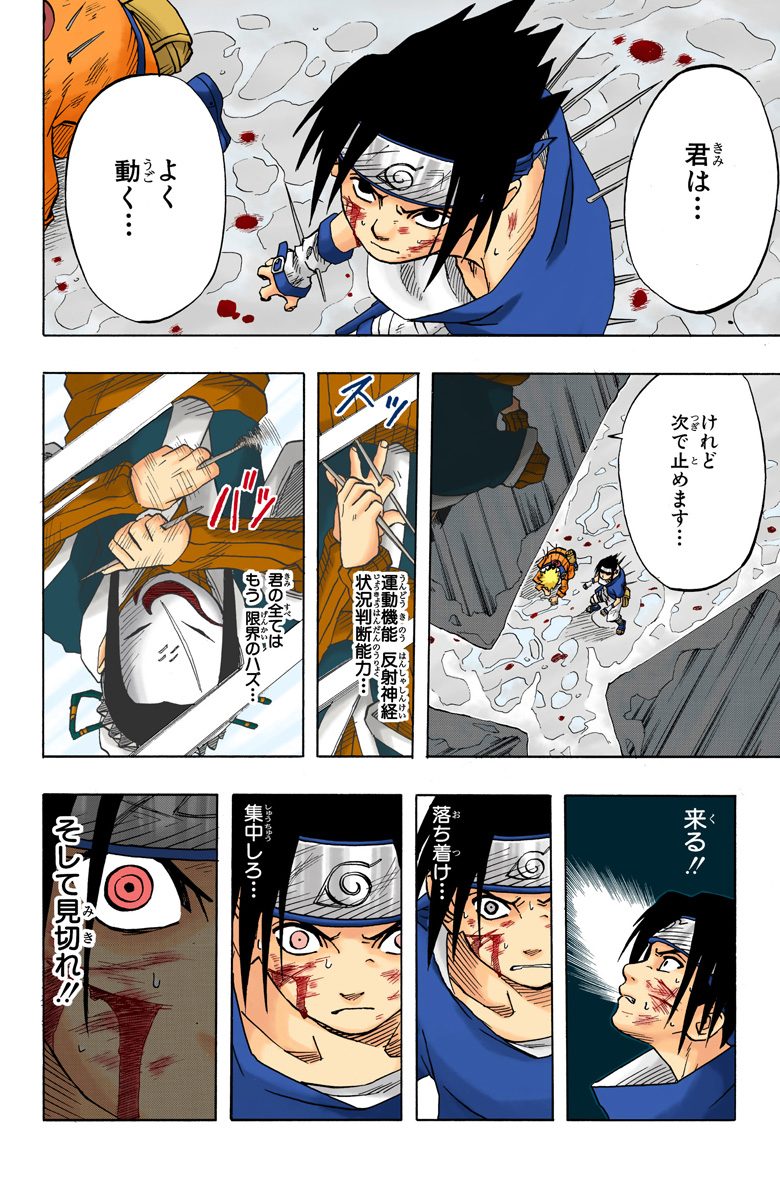 君は…
よく
動く…
けれど
次で止めます…
スッ
運動機能 反射神経
状況判断能力…
バッ
君の全ては
もう 限界のハズ…
来る!!
落ち着け…
集中しろ…
そして見切れ!!